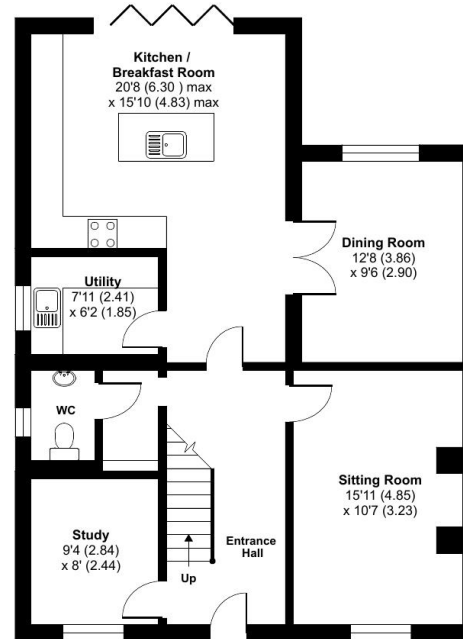 Kitchen /
Breakfast Room
20'8 (6.30 ) max
x 15'10 (4.83) max
Dining Room
12'8 (3.86)
x 9'6 (2.90)
Utility
7'11 (2.41)
x 6'2 (1.85)
WC
Sitting Room
15'11 (4.85)
x 10'7 (3.23)
Study
9'4 (2.84)
x 8' (2.44)
Entrance
Hall
Up